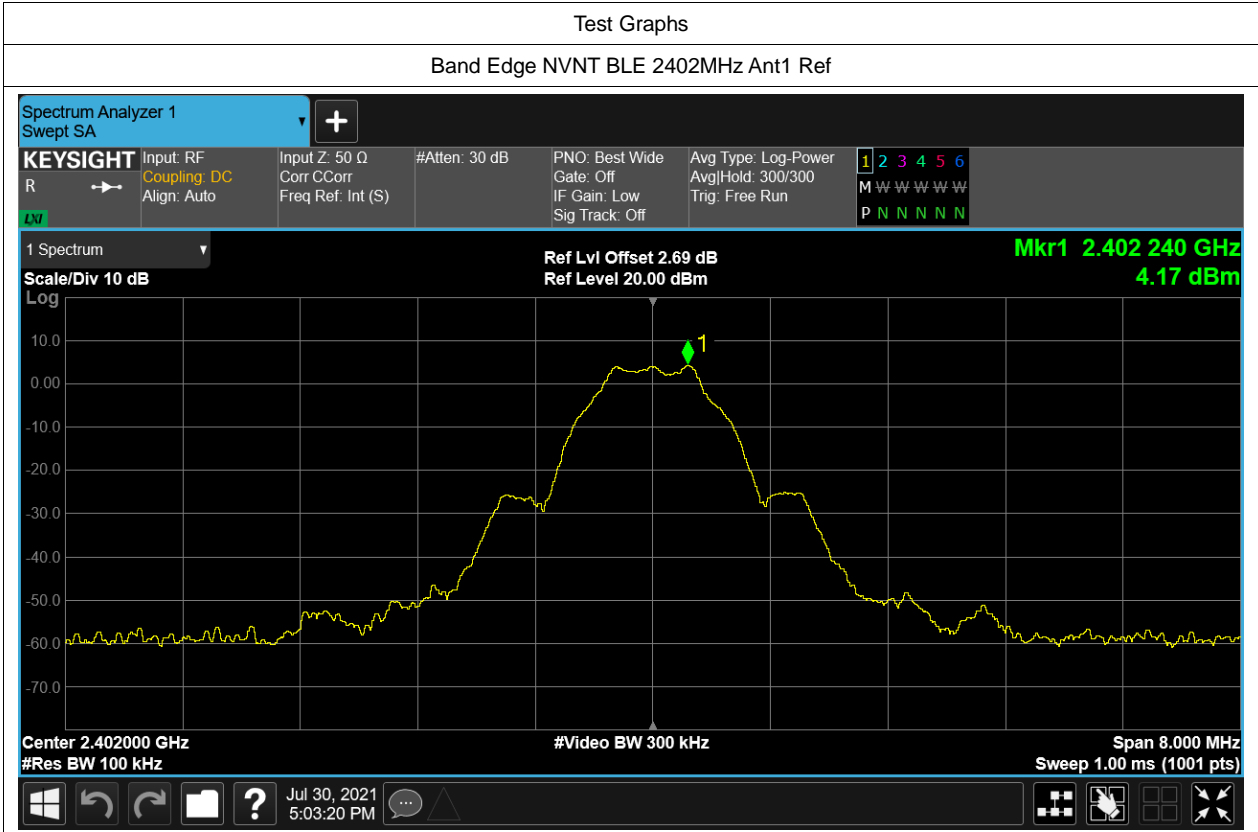 Test Graphs
Band Edge NVNT BLE 2402MHz Ant1 Ref
Spectrum Analyzer 1
Swept SA
+
KEYSIGHT
R
LXI
Input: RF
Coupling: DC
Align: Auto
Input Z: 50 Ω
Corr CCorr
Freq Ref: Int (S)
#Atten: 30 dB
PNO: Best Wide
Gate: Off
IF Gain: Low
Sig Track: Off
Avg Type: Log-Power
Avg|Hold: 300/300
Trig: Free Run
1 2 3 4 5 6
M W W W W W
P N N N N N
1 Spectrum
Scale/Div 10 dB
Log
Ref Lvl Offset 2.69 dB
Ref Level 20.00 dBm
Mkr1 2.402 240 GHz
4.17 dBm
1
10.0
0.00
-10.0
-20.0
-30.0
-40.0
-50.0
-60.0
-70.0
Center 2.402000 GHz
#Res BW 100 kHz
#Video BW 300 kHz
Span 8.000 MHz
Sweep 1.00 ms (1001 pts)
?
Jul 30, 2021
5:03:20 PM